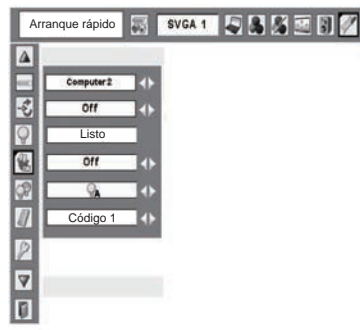 Arranque rápido
SVGA 1
Computer2
Off
Listo
Off
A
Código 1